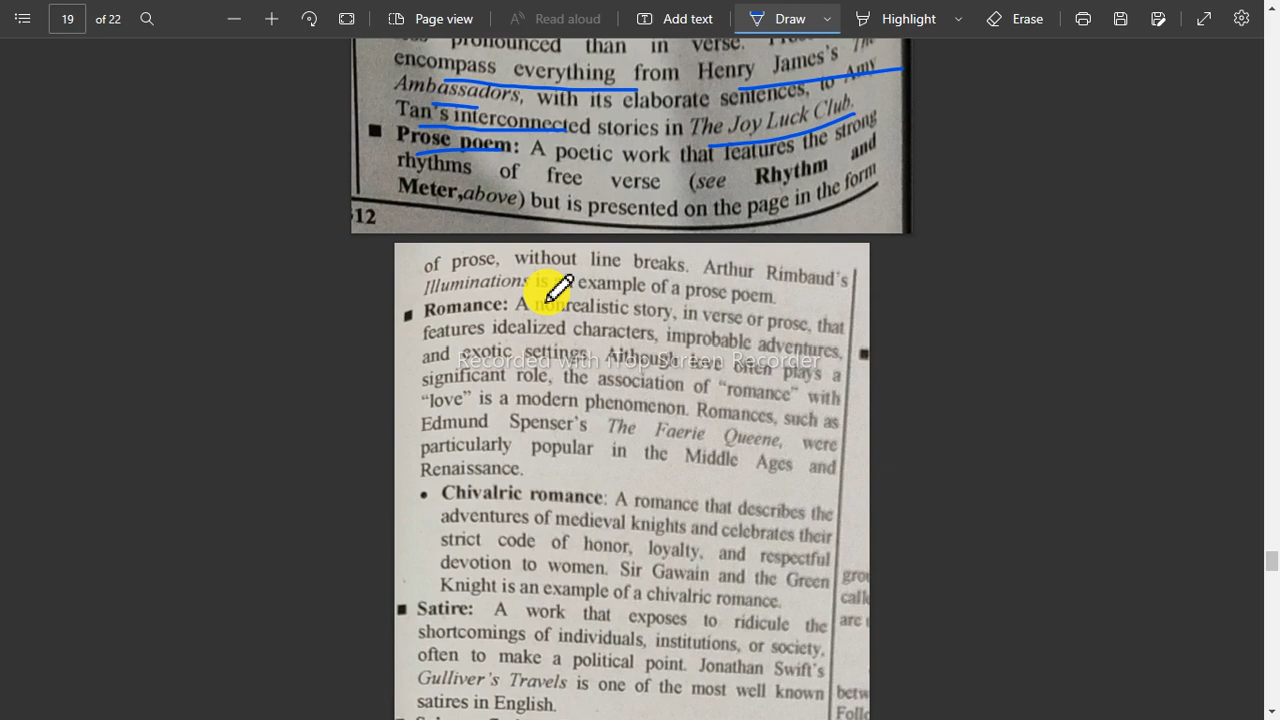 19 of 22
Page view
Read aloud
Add text
Draw
Highlight
Erase
pronounced than in verse.
encompass everything from Henry James's The
Ambassadors, with its elaborate sentences, to Amy
Tan's interconnected stories in The Joy Luck Club.
■ Prose poem: A poetic work that features the strong
rhythms of free verse (see Rhythm and
Meter, above) but is presented on the page in the form
12
of prose, without line breaks. Arthur Rimbaud's
Illuminations is example of a prose poem.
■ Romance: A nonrealistic story, in verse or prose, that
features idealized characters, improbable adventures,
and exotic settings. Although love often plays a
Recorded with iTop Screen Recorder
significant role, the association of "romance" with
"love" is a modern phenomenon. Romances, such as
Edmund Spenser's The Faerie Queene, were
particularly popular in the Middle Ages and
Renaissance.
• Chivalric romance: A romance that describes the
adventures of medieval knights and celebrates their
strict code of honor, loyalty, and respectful
devotion to women. Sir Gawain and the Green
Knight is an example of a chivalric romance.
■ Satire: A work that exposes to ridicule the
shortcomings of individuals, institutions, or society,
often to make a political point. Jonathan Swift's
Gulliver's Travels is one of the most well known
satires in English.